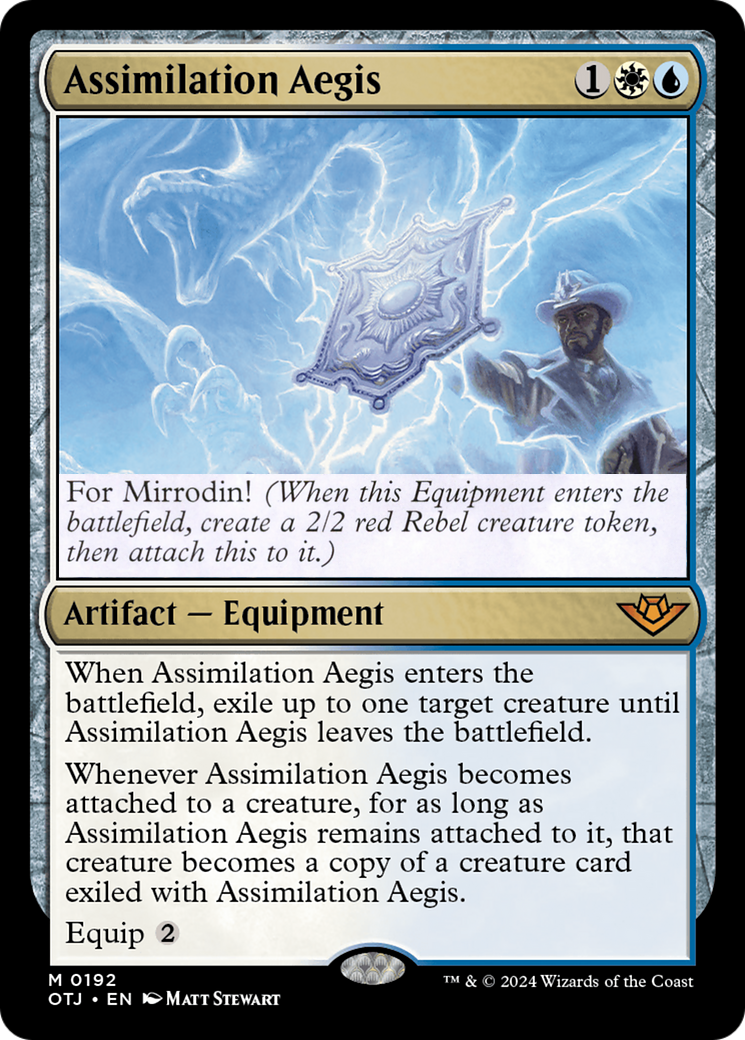 Assimilation Aegis 1
For Mirrodin! (When this Equipment enters the
battlefield, create a 2/2 red Rebel creature token,
then attach this to it.)
Artifact — Equipment
When Assimilation Aegis enters the
battlefield, exile up to one target creature until
Assimilation Aegis leaves the battlefield.
Whenever Assimilation Aegis becomes
attached to a creature, for as long as
Assimilation Aegis remains attached to it, that
creature becomes a copy of a creature card
exiled with Assimilation Aegis.
Equip 2
M 0192
OTJ • EN MATT STEWART
™ & © 2024 Wizards of the Coast